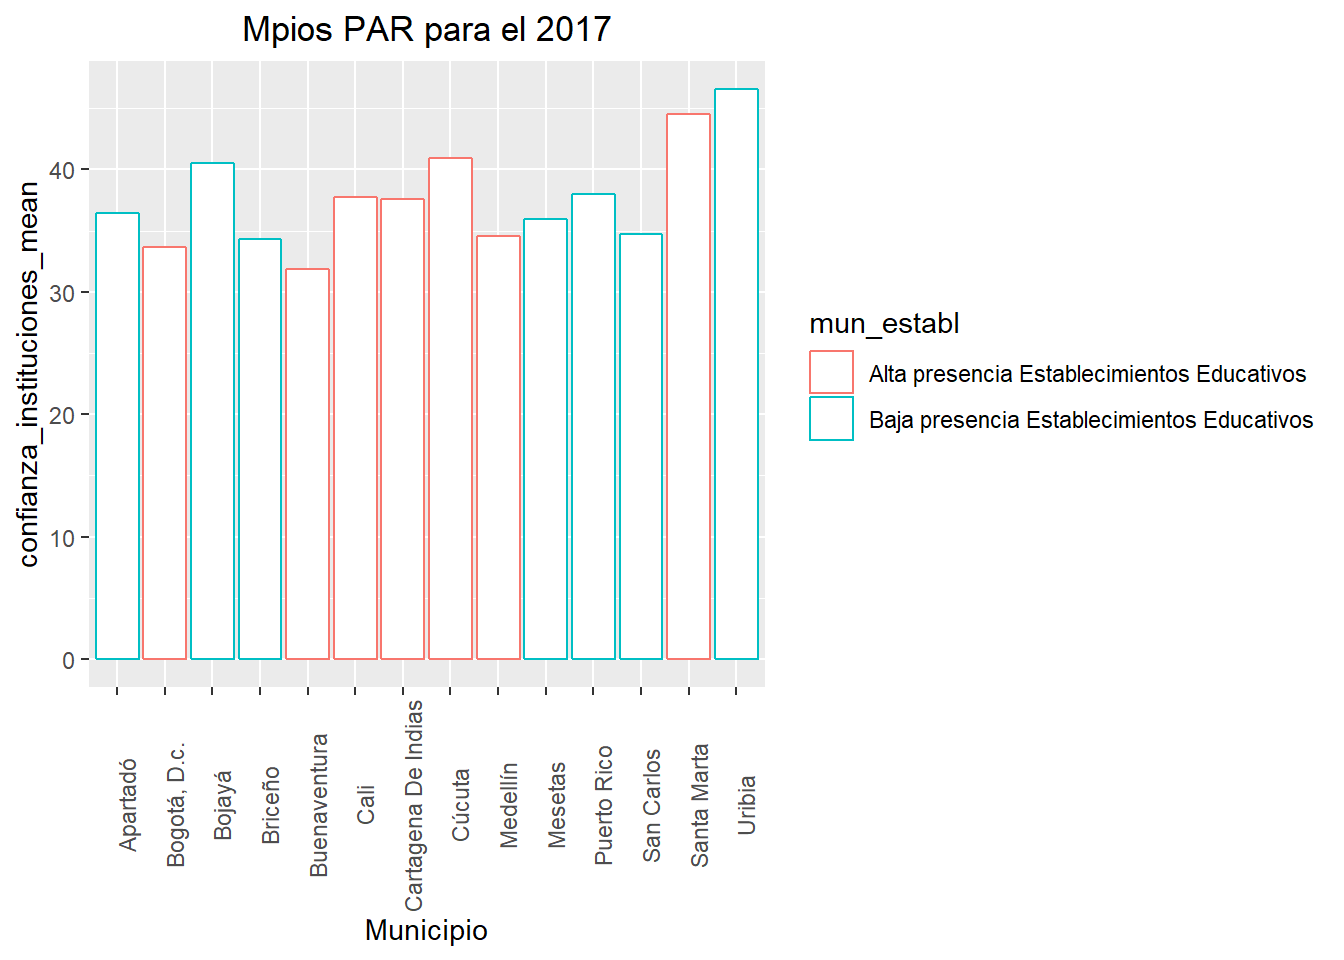 Mpios PAR para el 2017
confianza_instituciones_mean
40
30
20
10
0
Apartadó
Bogotá, D.c.
Bojayá
Briceño
Buenaventura
Cali
Cartagena De Indias
Cúcuta
Medellín
Mesetas
Puerto Rico
San Carlos
Santa Marta
Uribia
Municipio
mun_establ
Alta presencia Establecimientos Educativos
Baja presencia Establecimientos Educativos